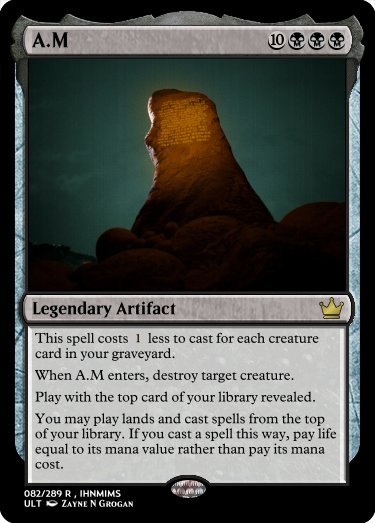 A.M
10
Legendary Artifact
This spell costs 1 less to cast for each creature
card in your graveyard.
When A.M enters, destroy target creature.
Play with the top card of your library revealed.
You may play lands and cast spells from the top
of your library. If you cast a spell this way, pay life
equal to its mana value rather than pay its mana
cost.
082/289 R , IHNMIMS
ULT Zayne N Grogan